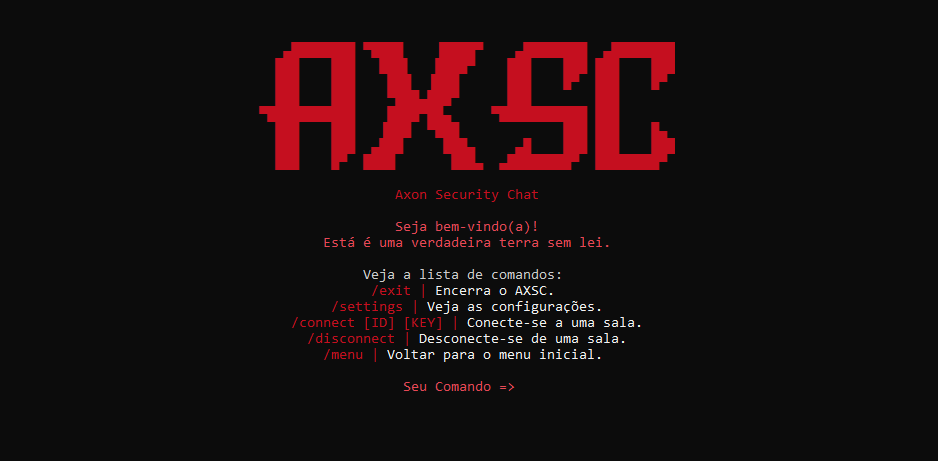 AXSC
Axon Security Chat
Seja bem-vindo(a)!
Está é uma verdadeira terra sem lei.
Veja a lista de comandos:
/exit | Encerra o AXSC.
/settings | Veja as configurações.
/connect [ID] [KEY] | Conecte-se a uma sala.
/disconnect | Desconecte-se de uma sala.
/menu | Voltar para o menu inicial.
Seu Comando =>